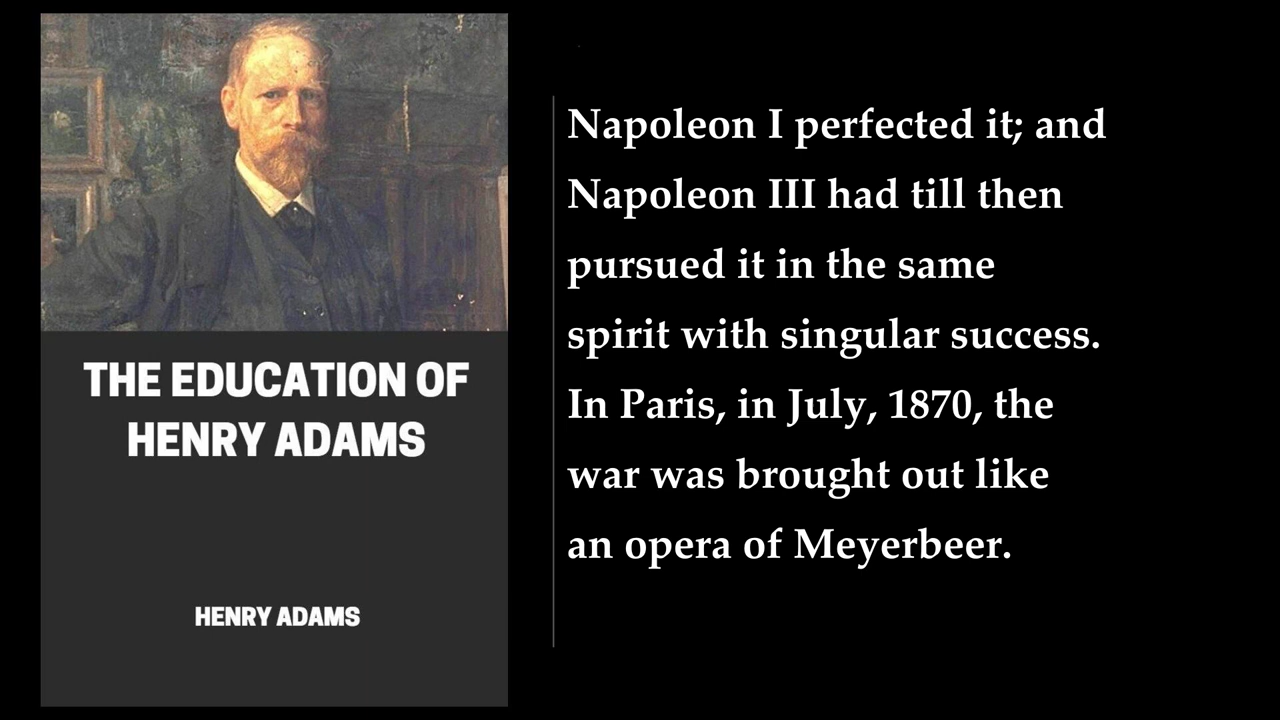 THE EDUCATION OF
HENRY ADAMS
HENRY ADAMS
Napoleon I perfected it; and
Napoleon III had till then
pursued it in the same
spirit with singular success.
In Paris, in July, 1870, the
war was brought out like
an opera of Meyerbeer.